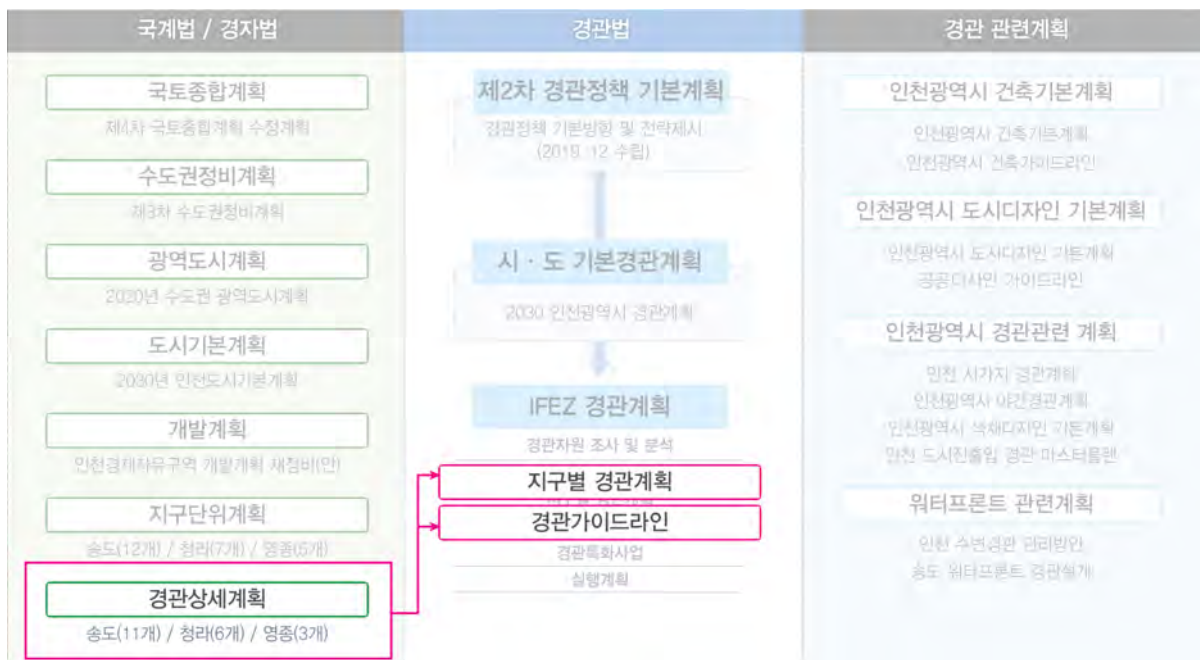 국계법 / 경자법
국토종합계획
제4차 국토종합계획 수정계획
수도권정비계획
제3차 수도권정비계획
광역도시계획
2020년 수도권 광역도시계획
도시기본계획
2030년 인천도시기본계획
개발계획
인천경제자유구역 개발계획 재정비(안)
지구단위계획
송도(12개) / 청라(7개) / 영종(5개)
경관상세계획
송도(11개) / 청라(6개) / 영종(3개)
경관법
제2차 경관정책 기본계획
경관정책 기본방향 및 전략제시
(2019. 12 수립)
시 · 도 기본경관계획
2030 인천광역시 경관계획
IFEZ 경관계획
경관자원 조사 및 분석
지구별 경관계획
경관가이드라인
경관특화사업
실행계획
경관 관련계획
인천광역시 건축기본계획
인천광역시 건축기본계획
인천광역시 건축가이드라인
인천광역시 도시디자인 기본계획
인천광역시 도시디자인 기본계획
공공디자인 가이드라인
인천광역시 경관관련 계획
인천 시가지 경관계획
인천광역시 야간경관계획
인천광역시 색채디자인 기본계획
인천 도시진출입 경관 마스터플랜
워터프론트 관련계획
인천 수변경관 관리방안
송도 워터프론트 경관설계